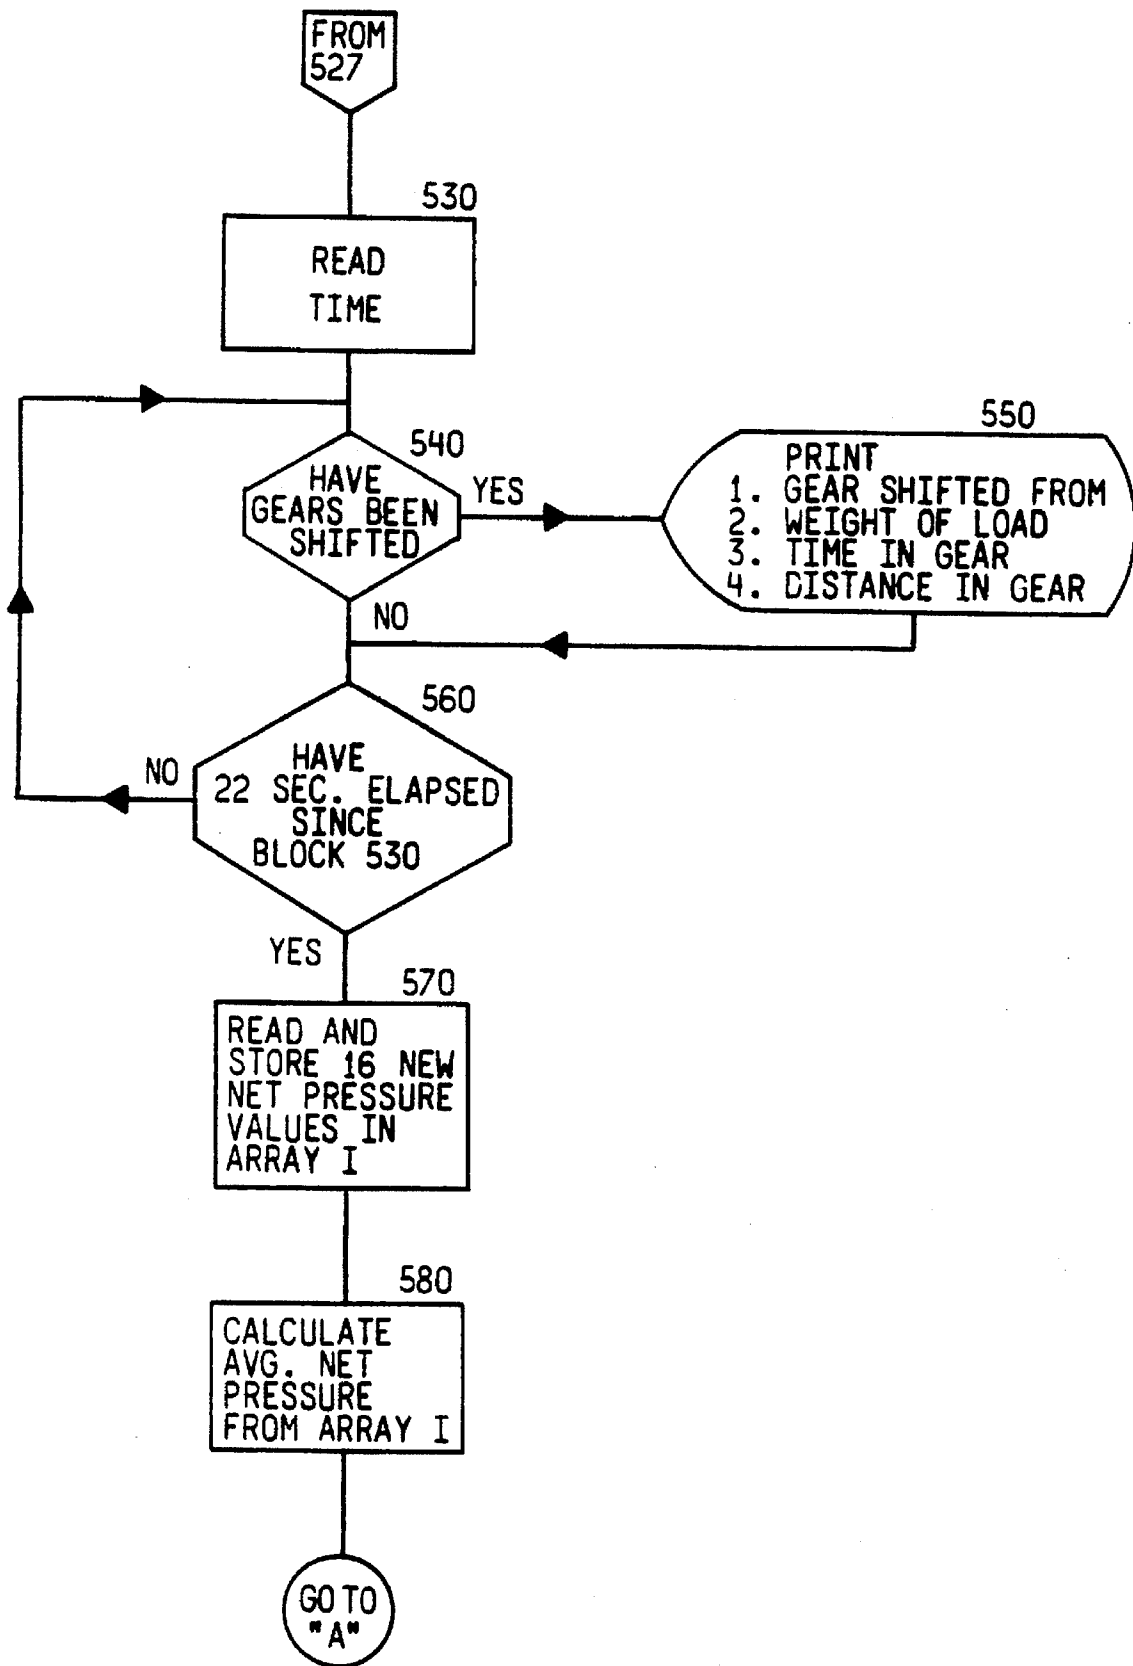 FROM
527
530
READ
TIME
540
HAVE
GEARS BEEN
SHIFTED
YES
550
PRINT
1. GEAR SHIFTED FROM
2. WEIGHT OF LOAD
3. TIME IN GEAR
4. DISTANCE IN GEAR
NO
560
HAVE
22 SEC. ELAPSED
SINCE
BLOCK 530
NO
YES
570
READ AND
STORE 16 NEW
NET PRESSURE
VALUES IN
ARRAY I
580
CALCULATE
AVG. NET
PRESSURE
FROM ARRAY I
GO TO
"A"